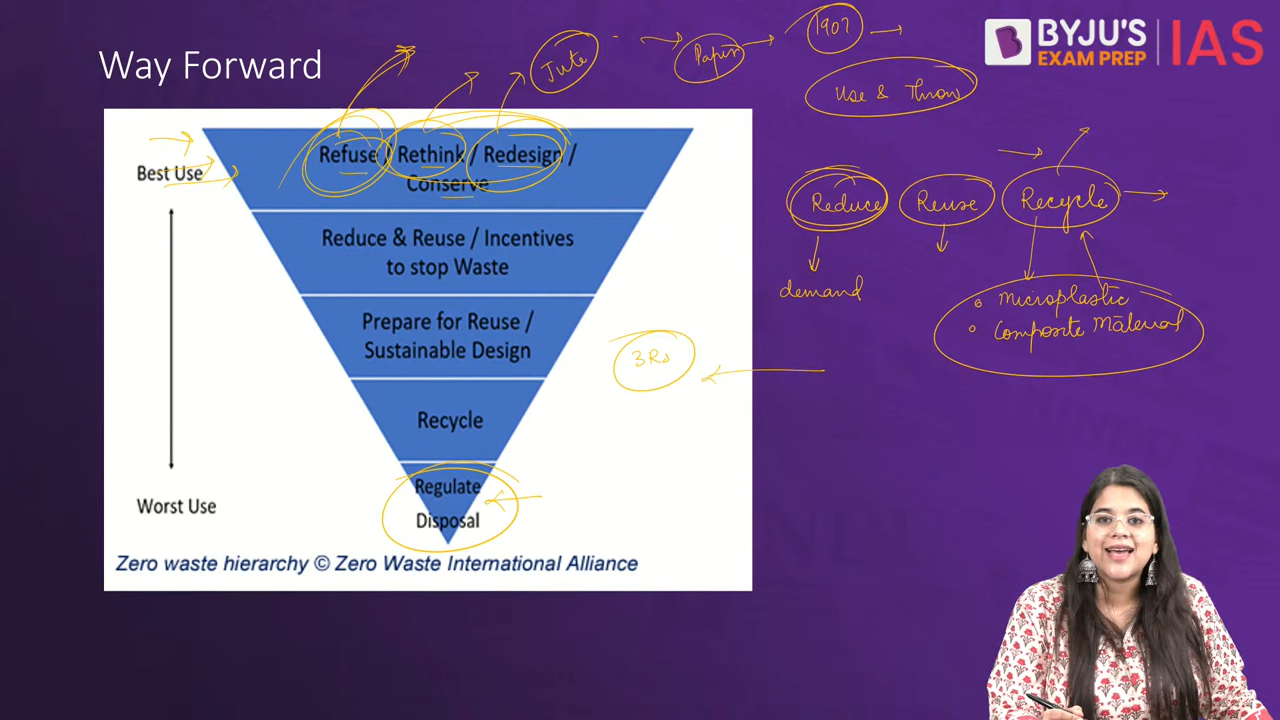 Way Forward
BYJU'S
EXAM PREP
IAS
Jute
Paper
1907
Use & Throw
Best Use
Refuse / Rethink / Redesign /
Conserve
Reduce & Reuse / Incentives
to stop Waste
Prepare for Reuse /
Sustainable Design
Recycle
Regulate
Disposal
Worst Use
Zero waste hierarchy © Zero Waste International Alliance
Reduce
Reuse
Recycle
demand
Microplastic
Composite Material
3Rs